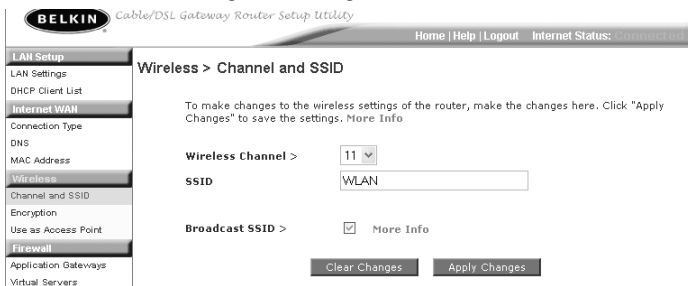 BELKIN Cable/DSL Gateway Router Setup Utility
Home | Help | Logout Internet Status: Connected
LAN Setup
LAN Settings
DHCP Client List
Internet WAN
Connection Type
DNS
MAC Address
Wireless
Channel and SSID
Encryption
Use as Access Point
Firewall
Application Gateways
Virtual Servers
Wireless > Channel and SSID
To make changes to the wireless settings of the router, make the changes here. Click "Apply
Changes" to save the settings. More Info
Wireless Channel > 11
SSID WLAN
Broadcast SSID > More Info
Clear Changes Apply Changes